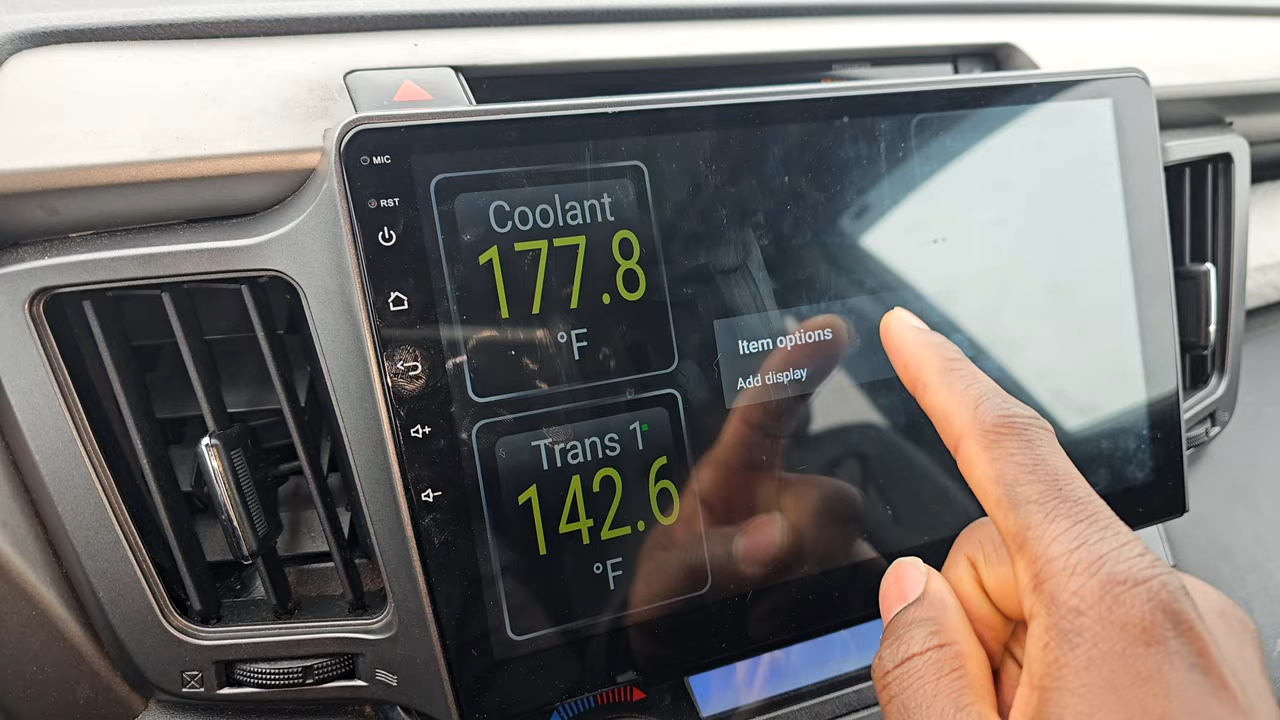 MIC
RST
Coolant
177.8
°F
Item options
Add display
Trans 1
142.6
°F